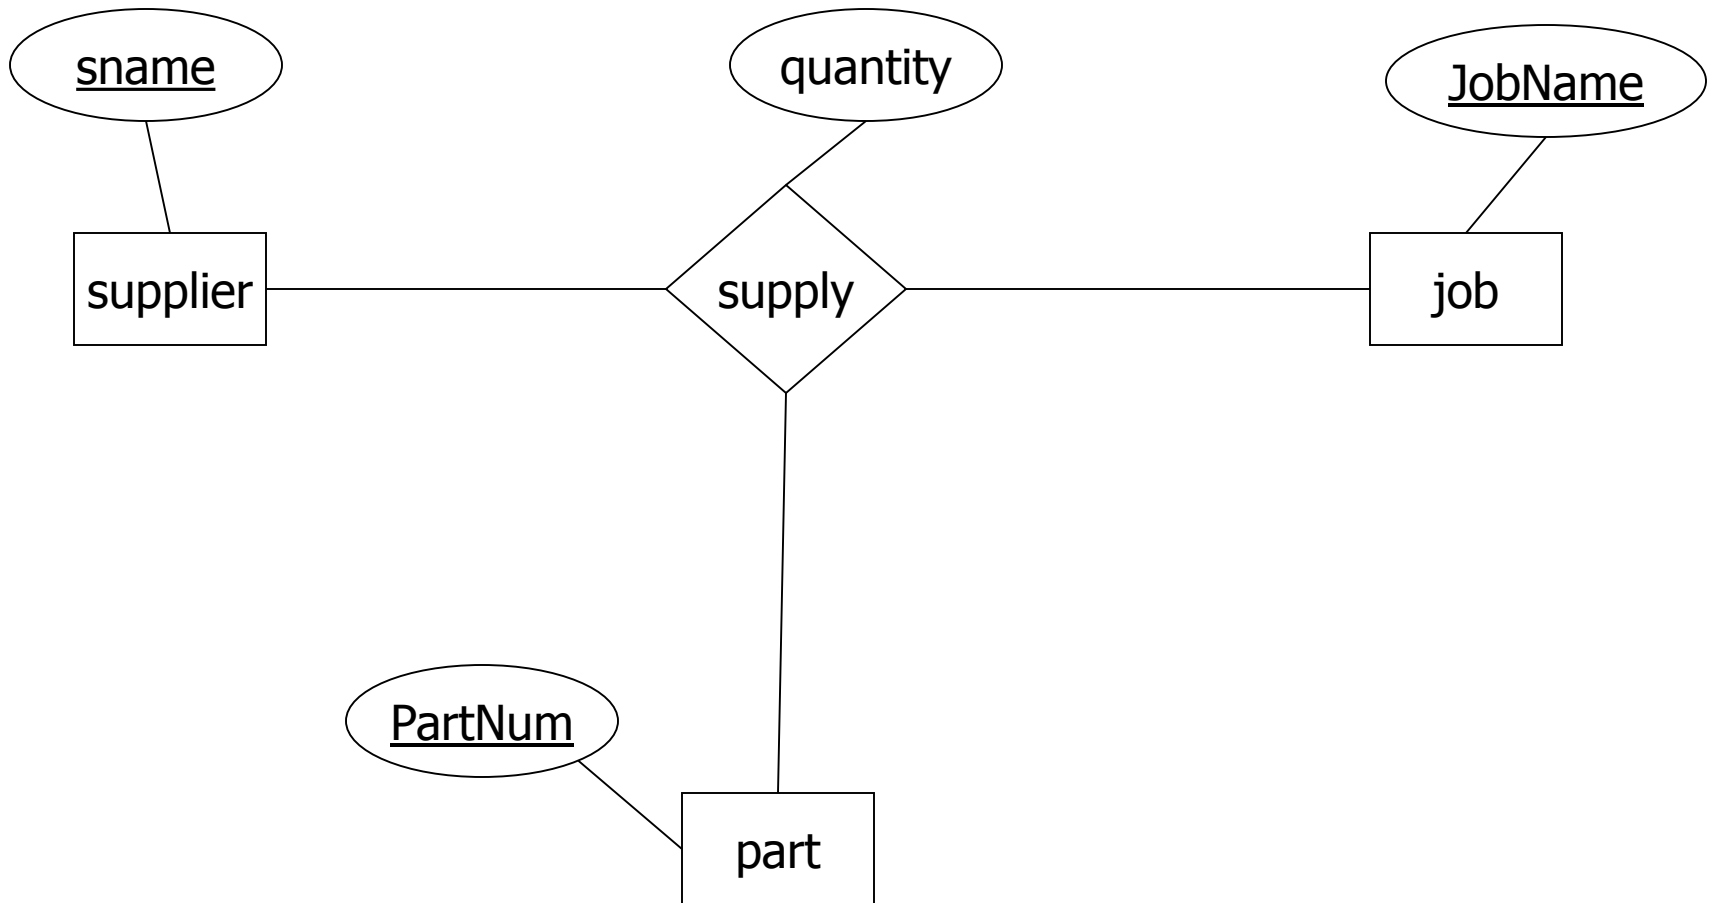 sname
quantity
JobName
supplier
supply
job
PartNum
part